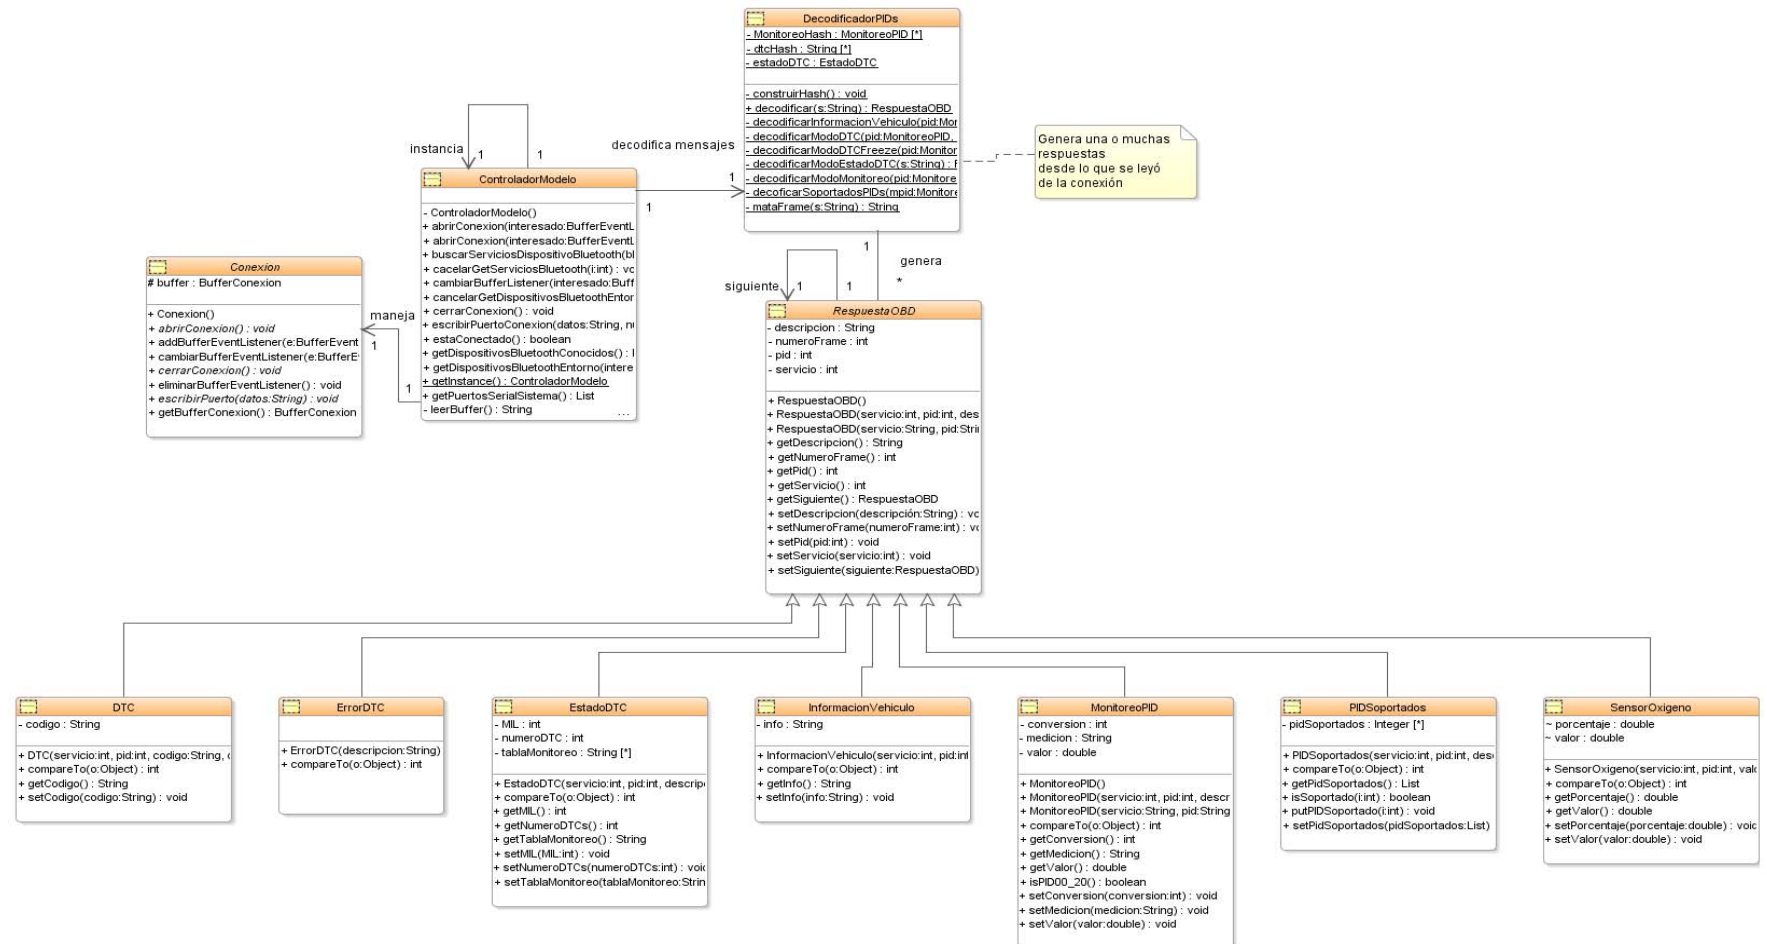 DecodificadorPIDs
- MonitoreoHash : MonitoreoPID [*]
- dtcHash : String [*]
- estadoDTC : EstadoDTC
- construirHash() : void
+ decodificar(s:String) : RespuestaOBD
- decodificarInformacionVehiculo(pid:Mor
- decodificarModoDTC(pid:MonitoreoPID,
- decodificarModoDTCFreeze(pid:Monitor
- decodificarModoEstadoDTC(s:String) : F
- decodificarModoMonitoreo(pid:Monitore
- decoficarSoportadosPIDs(mpid:Monitore
- mataFrame(s:String) : String
Genera una o muchas
respuestas
desde lo que se leyó
de la conexión
decodifica mensajes
1
1
instancia
1
1
ControladorModelo
- ControladorModelo()
+ abrirConexion(interesado:BufferEventL
+ abrirConexion(interesado:BufferEventL
+ buscarServiciosDispositivoBluetooth(bl
+ cacelarGetServiciosBluetooth(i:int) : vc
+ cambiarBufferListener(interesado:Buff
+ cancelarGetDispositivosBluetoothEntor
+ cerrarConexion() : void
+ escribirPuertoConexion(datos:String, nu
+ estaConectado() : boolean
+ getDispositivosBluetoothConocidos() : l
+ getDispositivosBluetoothEntorno(intere
+ getInstance() : ControladorModelo
+ getPuertosSerialSistema() : List
- leerBuffer() : String
...
Conexion
# buffer : BufferConexion
+ Conexion()
+ abrirConexion() : void
+ addBufferEventListener(e:BufferEvent
+ cambiarBufferEventListener(e:BufferE
+ cerrarConexion() : void
+ eliminarBufferEventListener() : void
+ escribirPuerto(datos:String) : void
+ getBufferConexion() : BufferConexion
maneja
1
1
1
genera
*
siguiente
1
1
RespuestaOBD
- descripcion : String
- numeroFrame : int
- pid : int
- servicio : int
+ RespuestaOBD()
+ RespuestaOBD(servicio:int, pid:int, des
+ RespuestaOBD(servicio:String, pid:Strir
+ getDescripcion() : String
+ getNumeroFrame() : int
+ getPid() : int
+ getServicio() : int
+ getSiguiente() : RespuestaOBD
+ setDescripcion(descripción:String) : vc
+ setNumeroFrame(numeroFrame:int) : vc
+ setPid(pid:int) : void
+ setServicio(servicio:int) : void
+ setSiguiente(siguiente:RespuestaOBD)
DTC
- codigo : String
+ DTC(servicio:int, pid:int, codigo:String, c
+ compareTo(o:Object) : int
+ getCodigo() : String
+ setCodigo(codigo:String) : void
ErrorDTC
+ ErrorDTC(descripcion:String)
+ compareTo(o:Object) : int
EstadoDTC
- MIL : int
- numeroDTC : int
- tablaMonitoreo : String [*]
+ EstadoDTC(servicio:int, pid:int, descripc
+ compareTo(o:Object) : int
+ getMIL() : int
+ getNumeroDTCs() : int
+ getTablaMonitoreo() : String
+ setMIL(MIL:int) : void
+ setNumeroDTCs(numeroDTCs:int) : voic
+ setTablaMonitoreo(tablaMonitoreo:Strin
InformacionVehiculo
- info : String
+ InformacionVehiculo(servicio:int, pid:int
+ compareTo(o:Object) : int
+ getInfo() : String
+ setInfo(info:String) : void
MonitoreoPID
- conversion : int
- medicion : String
- valor : double
+ MonitoreoPID()
+ MonitoreoPID(servicio:int, pid:int, descr
+ MonitoreoPID(servicio:String, pid:String
+ compareTo(o:Object) : int
+ getConversion() : int
+ getMedicion() : String
+ getValor() : double
+ isPID00_20() : boolean
+ setConversion(conversion:int) : void
+ setMedicion(medicion:String) : void
+ setValor(valor:double) : void
PIDSoportados
- pidSoportados : Integer [*]
+ PIDSoportados(servicio:int, pid:int, desc
+ compareTo(o:Object) : int
+ getPidSoportados() : List
+ isSoportado(i:int) : boolean
+ putPIDSoportado(i:int) : void
+ setPidSoportados(pidSoportados:List)
SensorOxigeno
~ porcentaje : double
~ valor : double
+ SensorOxigeno(servicio:int, pid:int, valc
+ compareTo(o:Object) : int
+ getPorcentaje() : double
+ getValor() : double
+ setPorcentaje(porcentaje:double) : voic
+ setValor(valor:double) : void